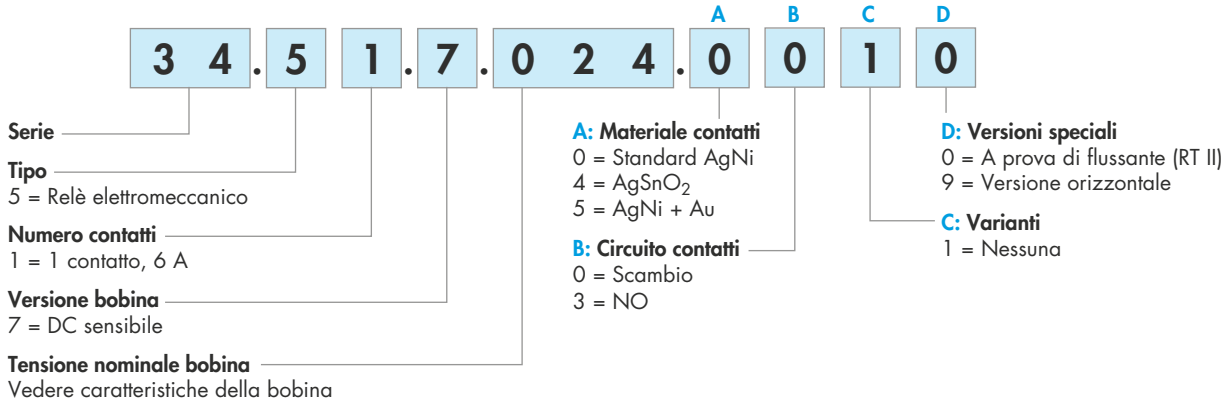 A B C D
3 4 . 5 1 . 7 . 0 2 4 . 0 0 1 0
Serie
Tipo
5 = Relè elettromeccanico
Numero contatti
1 = 1 contatto, 6 A
Versione bobina
7 = DC sensibile
Tensione nominale bobina
Vedere caratteristiche della bobina
A: Materiale contatti
0 = Standard AgNi
4 = AgSnO₂
5 = AgNi + Au
B: Circuito contatti
0 = Scambio
3 = NO
D: Versioni speciali
0 = A prova di flussante (RT II)
9 = Versione orizzontale
C: Varianti
1 = Nessuna